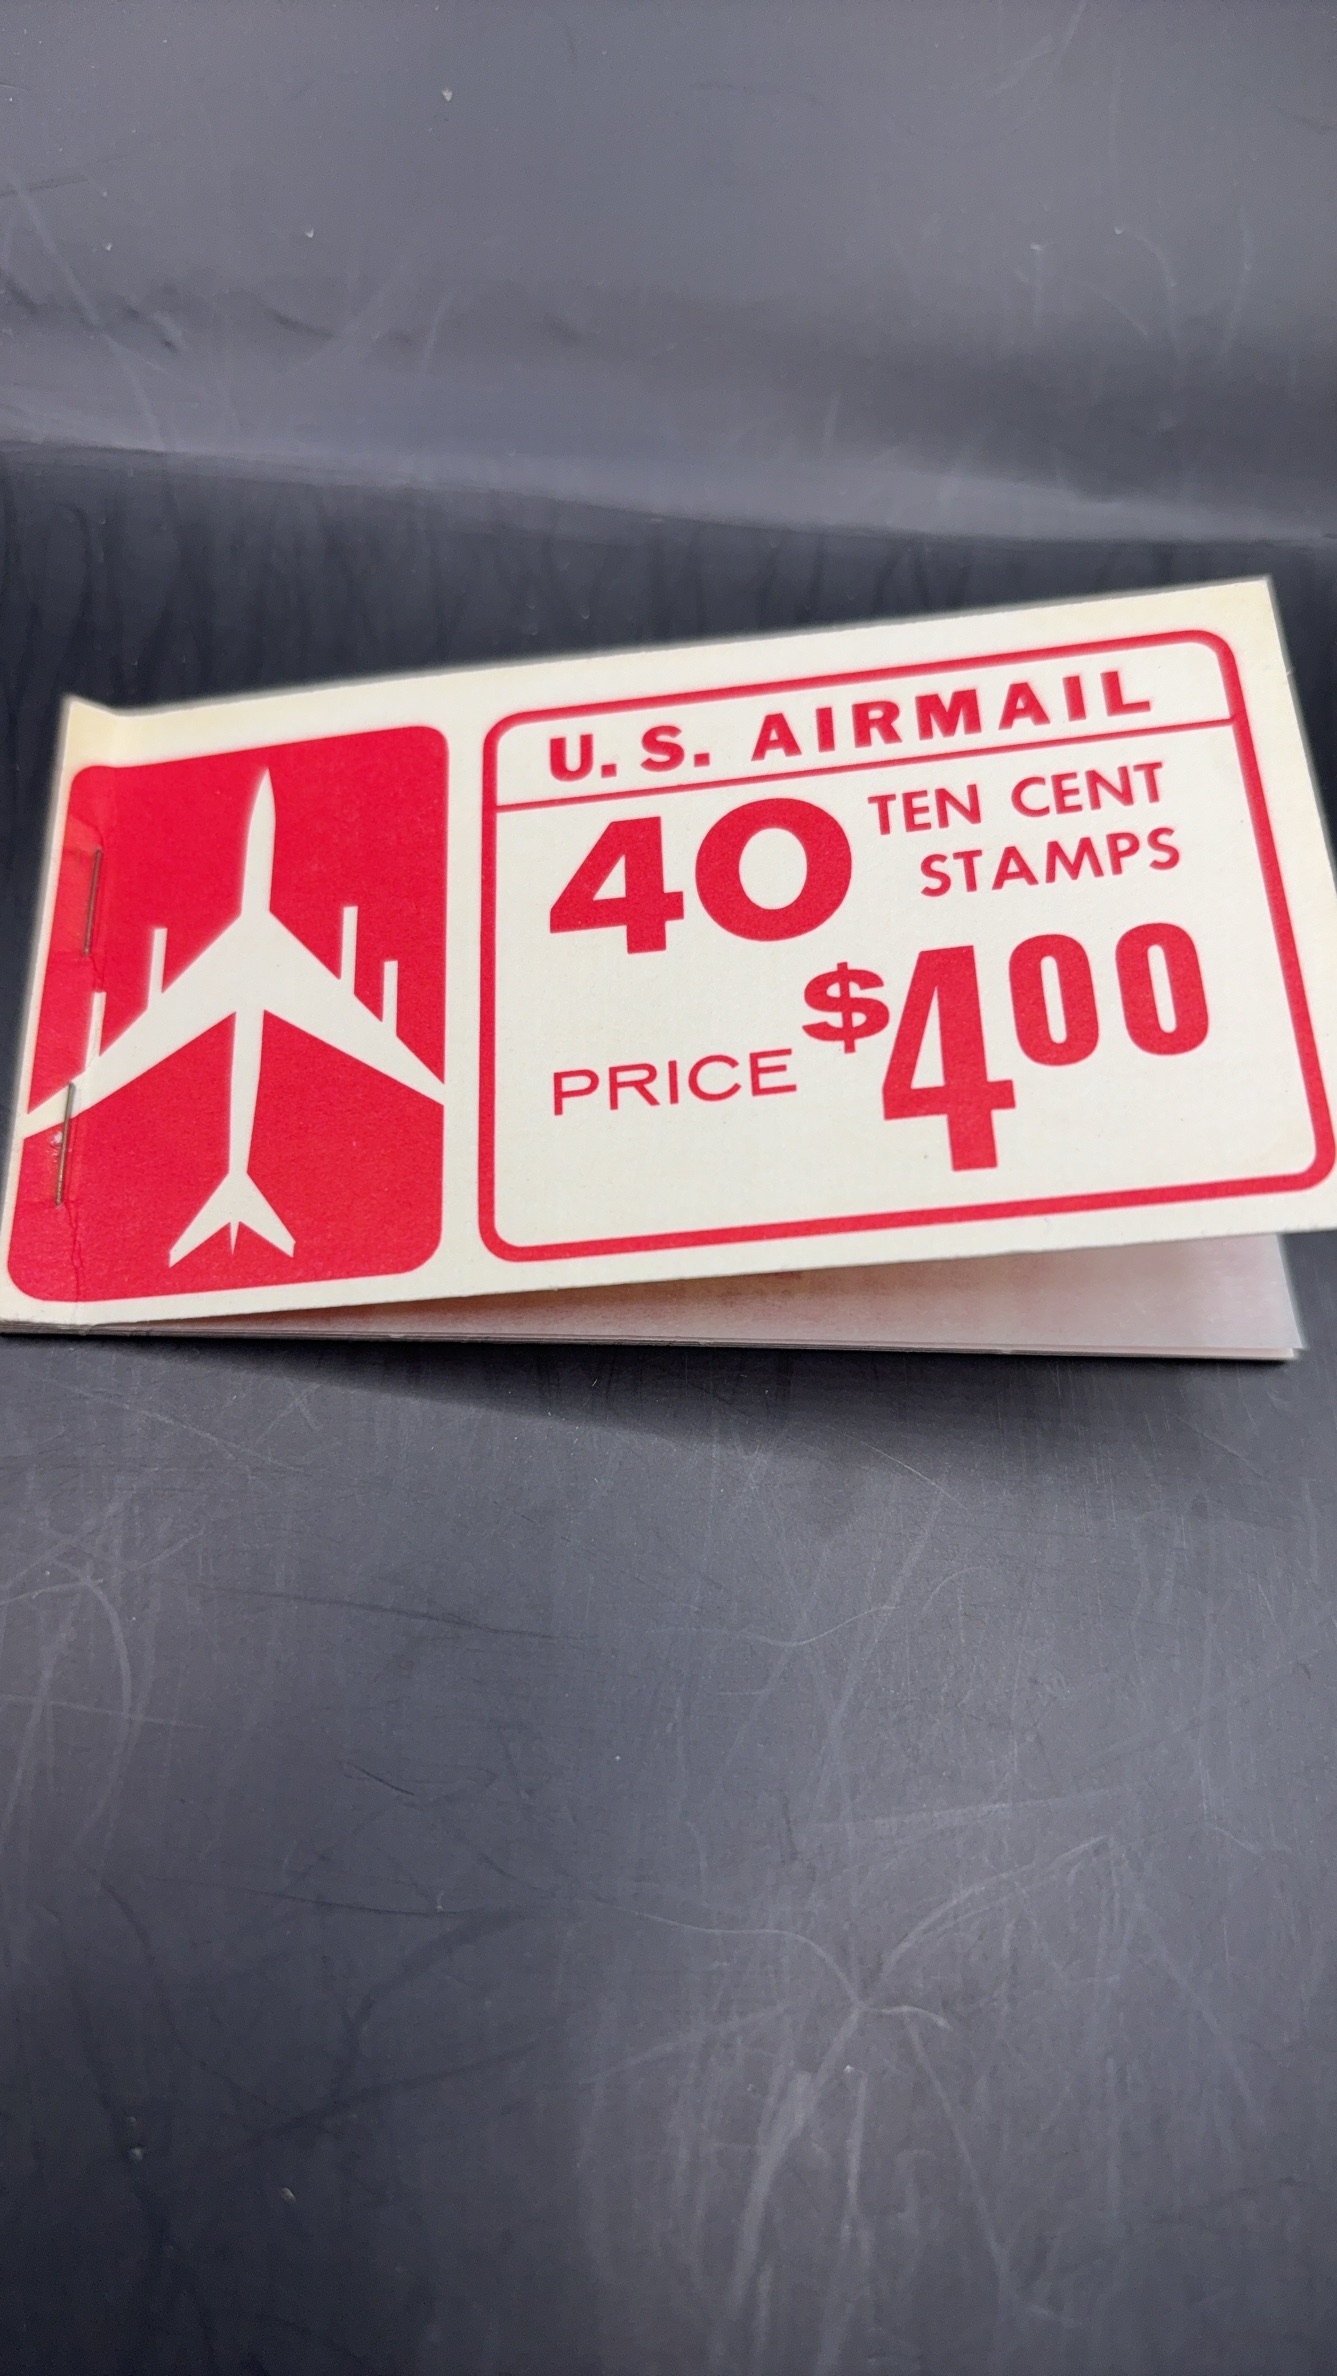 U.S. AIRMAIL
40 TEN CENT
STAMPS
PRICE $4.00